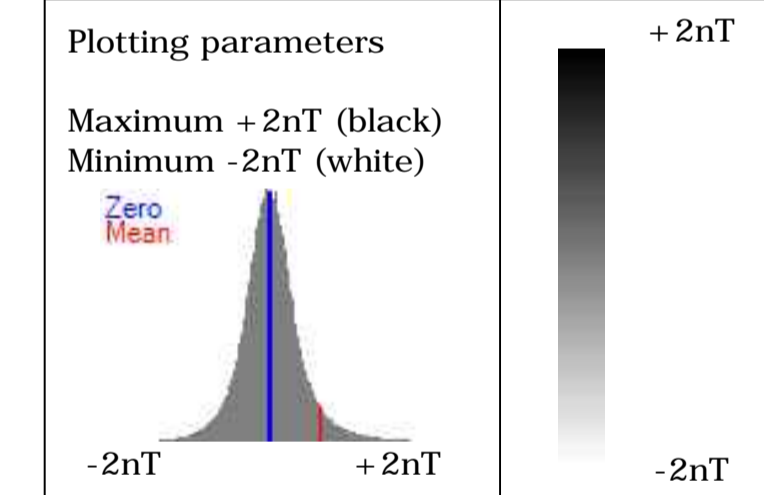 Plotting parameters
Maximum +2nT (black)
Minimum -2nT (white)
Zero
Mean
-2nT +2nT
+2nT
-2nT